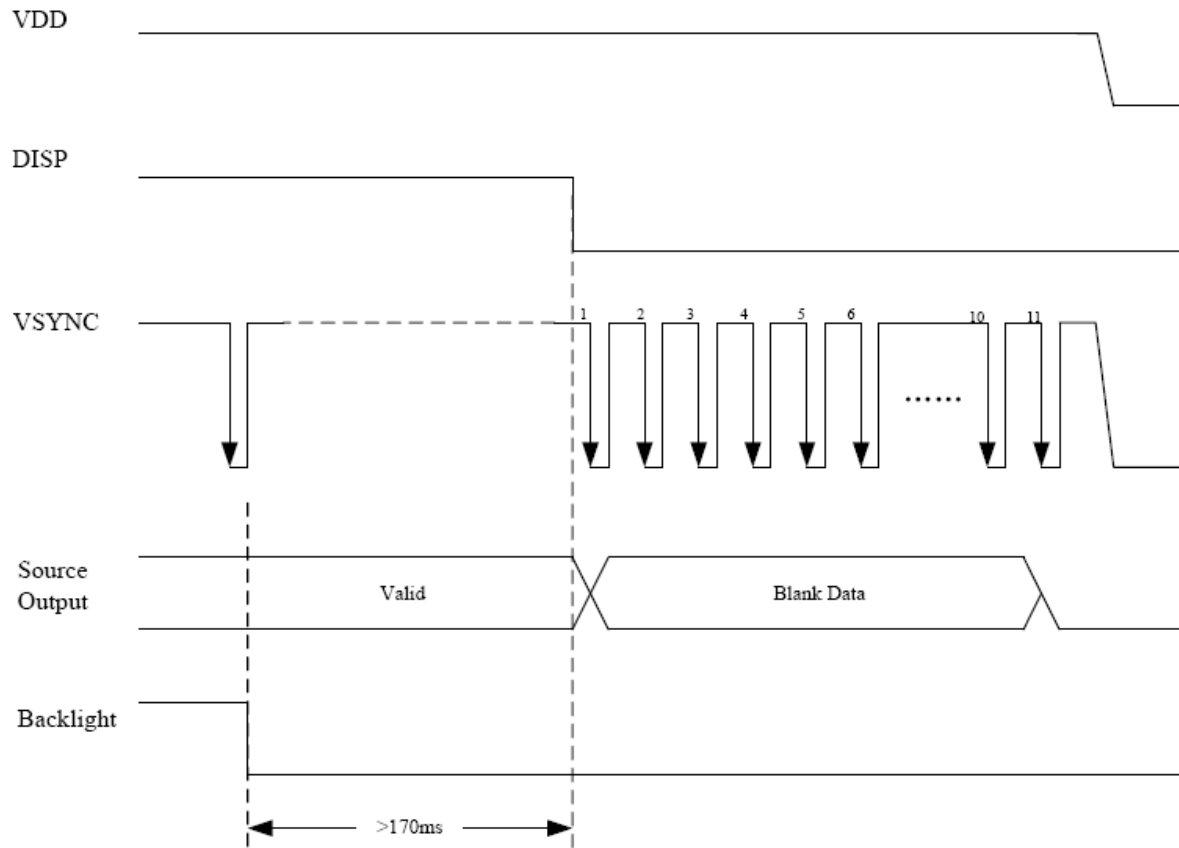 VDD
DISP
VSYNC
1 2 3 4 5 6 10 11
......
Source
Output
Valid
Blank Data
Backlight
>170ms